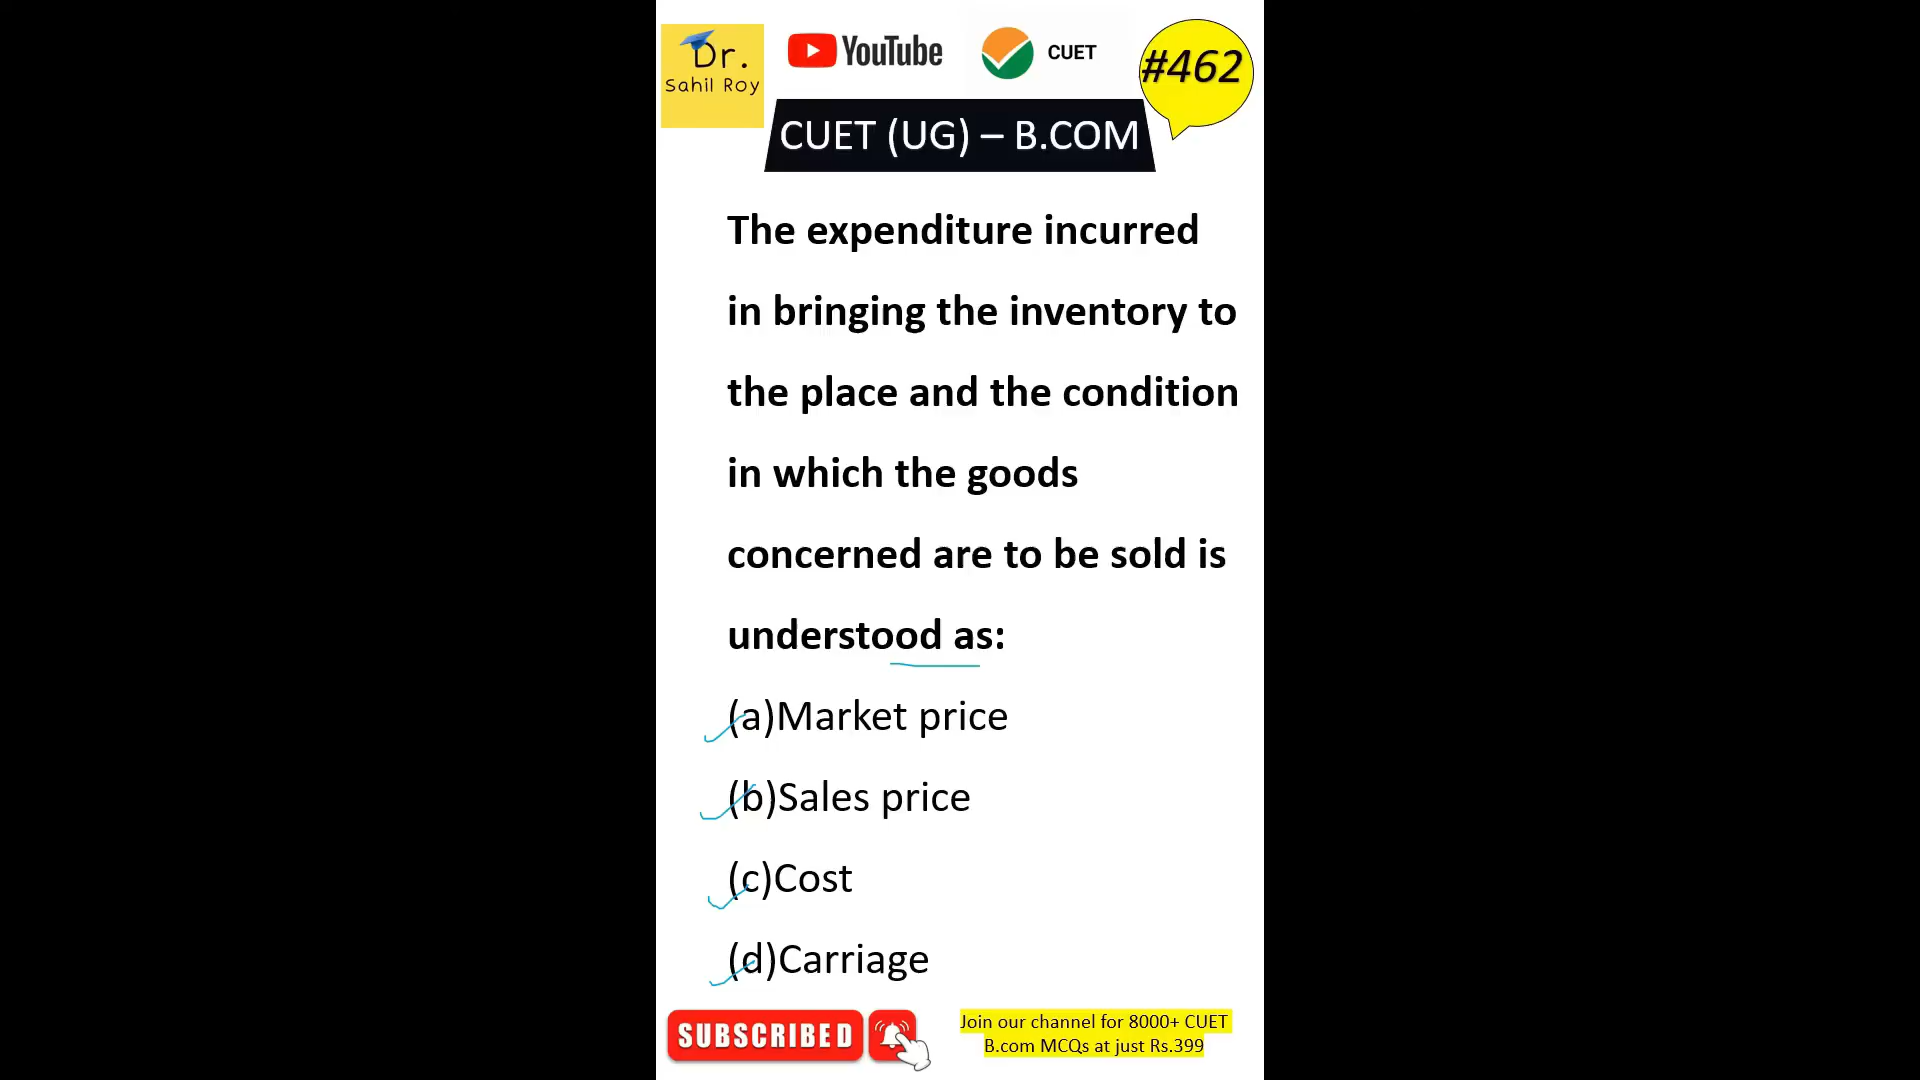 Dr.
Sahil Roy
YouTube
CUET
#462
CUET (UG) – B.COM
The expenditure incurred
in bringing the inventory to
the place and the condition
in which the goods
concerned are to be sold is
understood as:
(a)Market price
(b)Sales price
(c)Cost
(d)Carriage
SUBSCRIBED
Join our channel for 8000+ CUET
B.com MCQs at just Rs.399